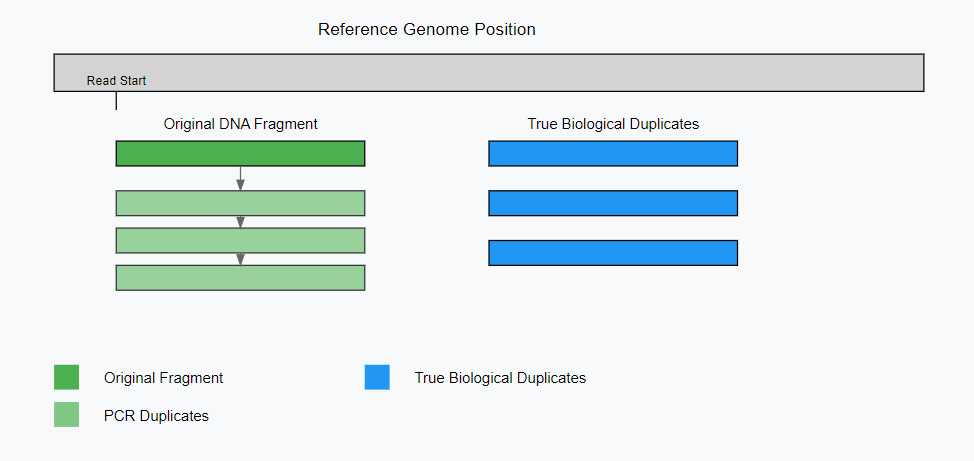 Reference Genome Position
Read Start
Original DNA Fragment
True Biological Duplicates
Original Fragment
True Biological Duplicates
PCR Duplicates